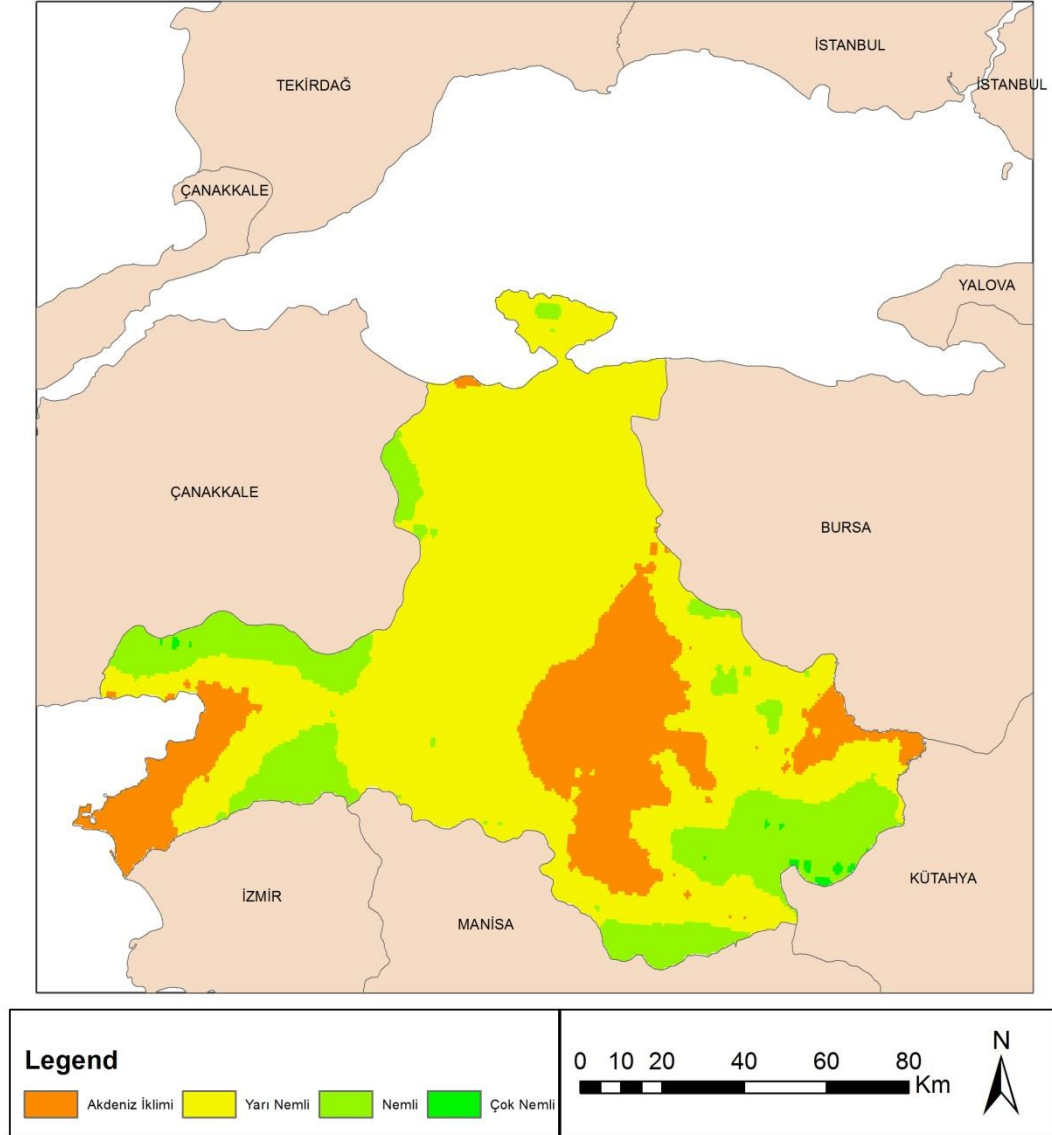 İSTANBUL
TEKİRDAĞ
İSTANBUL
ÇANAKKALE
YALOVA
ÇANAKKALE
BURSA
KÜTAHYA
İZMİR
MANİSA
Legend
Akdeniz İklimi Yarı Nemli Nemli Çok Nemli
0 10 20 40 60 80
Km
N